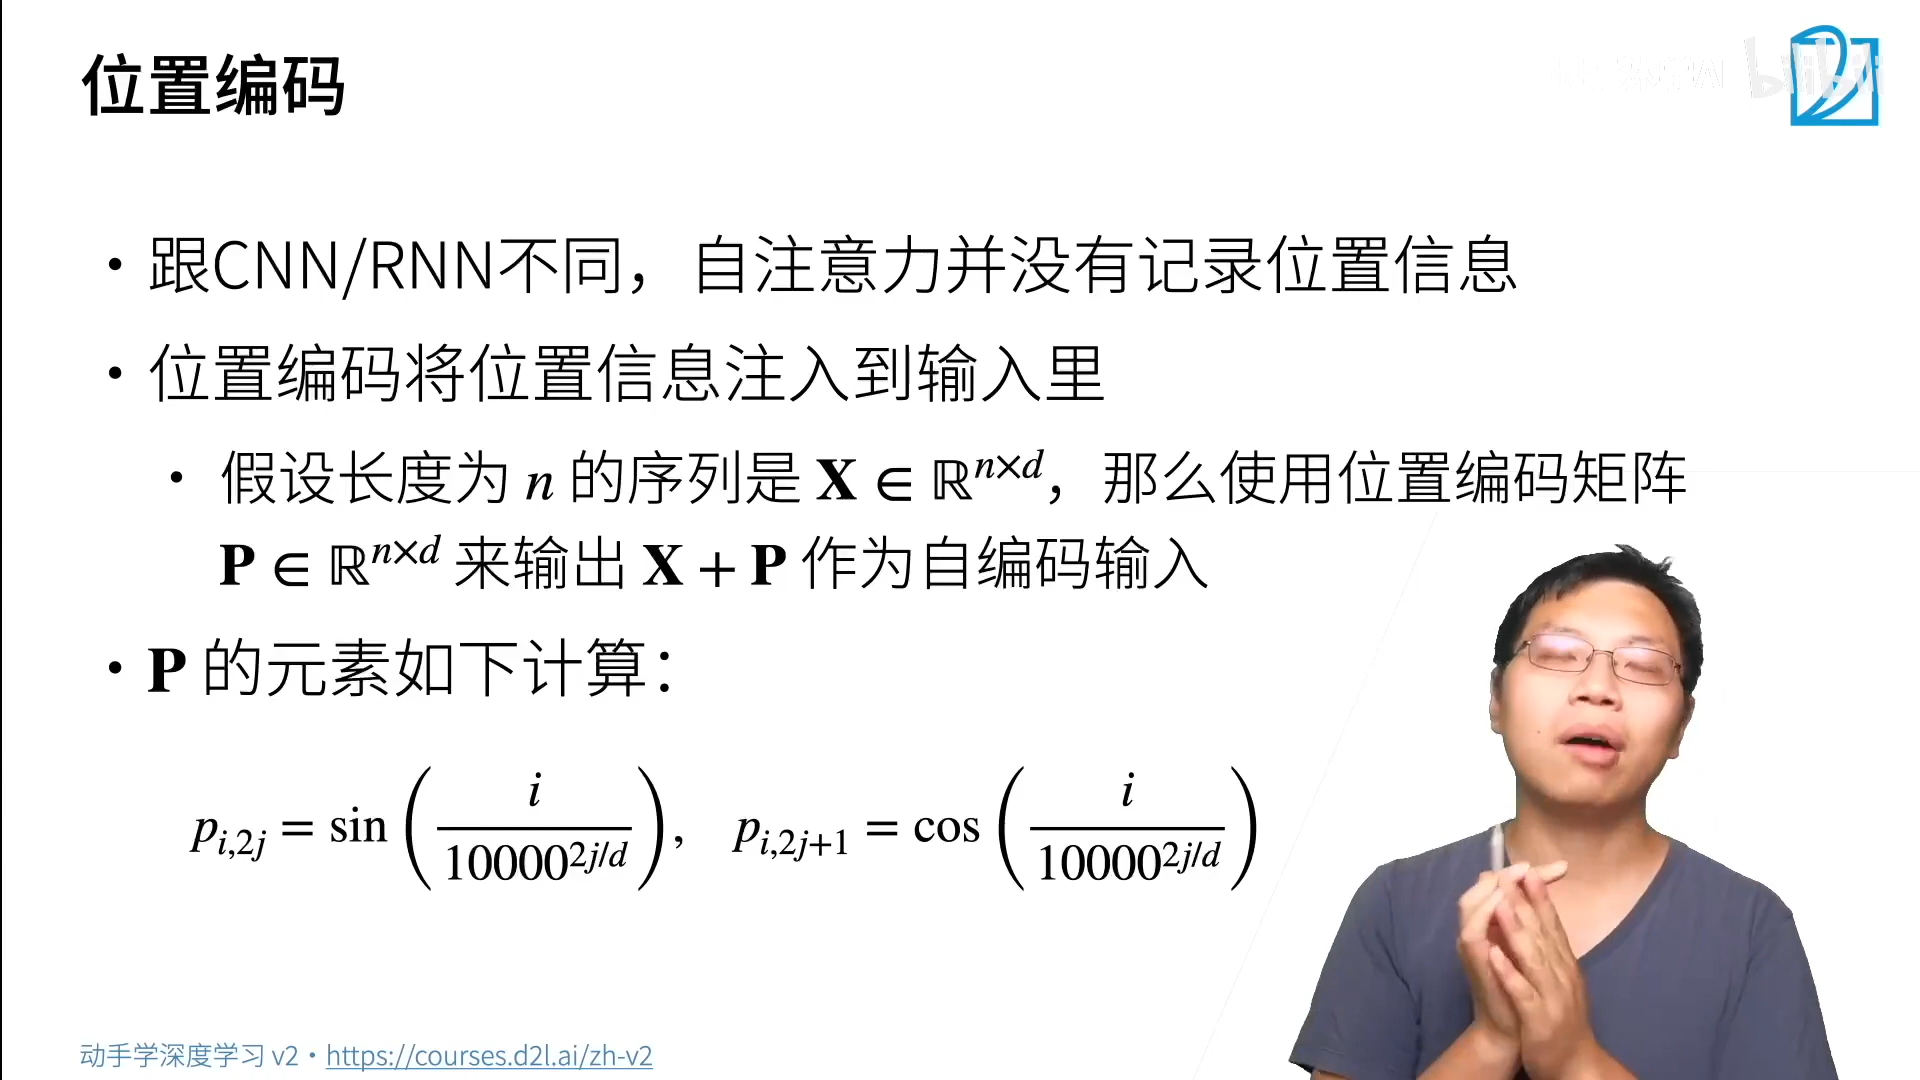 位置编码
bilibili
• 跟CNN/RNN不同，自注意力并没有记录位置信息
• 位置编码将位置信息注入到输入里
• 假设长度为 n 的序列是 X ∈ ℝ^{n×d}，那么使用位置编码矩阵
P ∈ ℝ^{n×d} 来输出 X + P 作为自编码输入
• P 的元素如下计算：
p_{i,2j} = sin(i/10000^{2j/d}), p_{i,2j+1} = cos(i/10000^{2j/d})
动手学深度学习 v2 • https://courses.d2l.ai/zh-v2